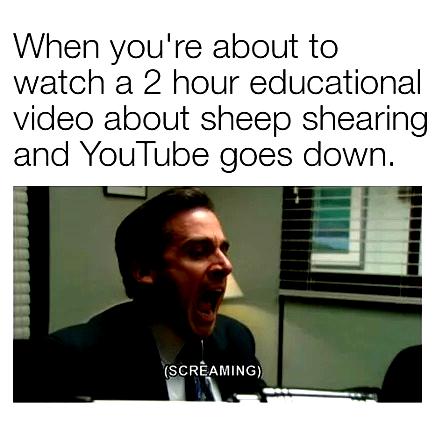 When you're about to
watch a 2 hour educational
video about sheep shearing
and YouTube goes down.
(SCREAMING)